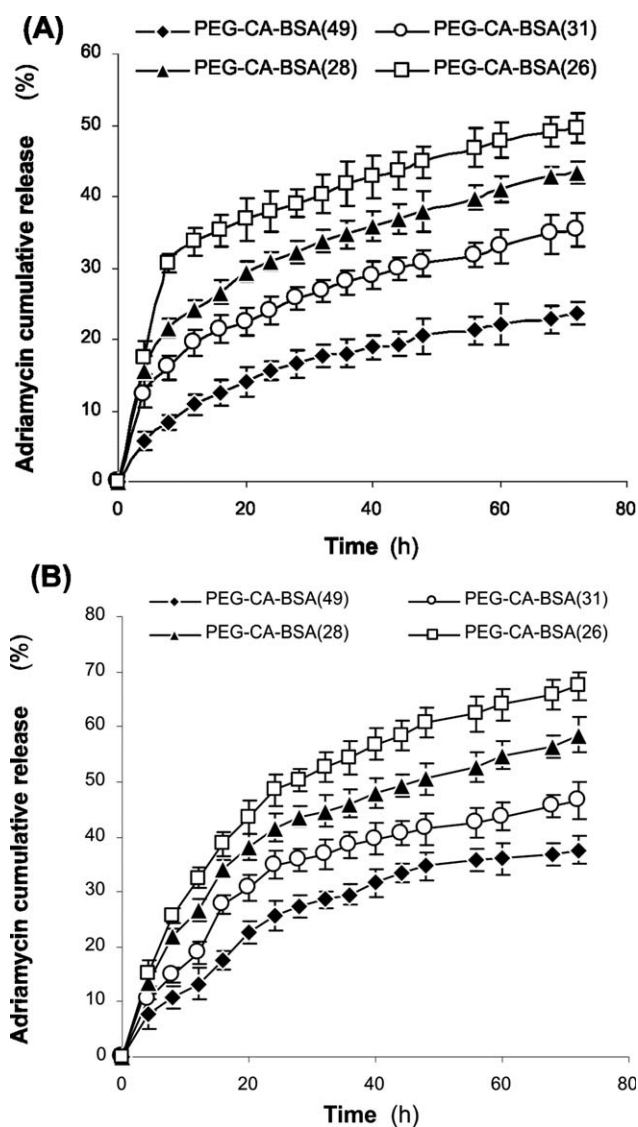 (A)
PEG-CA-BSA(49) PEG-CA-BSA(31)
PEG-CA-BSA(28) PEG-CA-BSA(26)
Adriamycin cumulative release (%)
60
50
40
30
20
10
0
0 20 40 60 80
Time (h)
(B)
PEG-CA-BSA(49) PEG-CA-BSA(31)
PEG-CA-BSA(28) PEG-CA-BSA(26)
Adriamycin cumulative release (%)
80
70
60
50
40
30
20
10
0
0 20 40 60 80
Time (h)